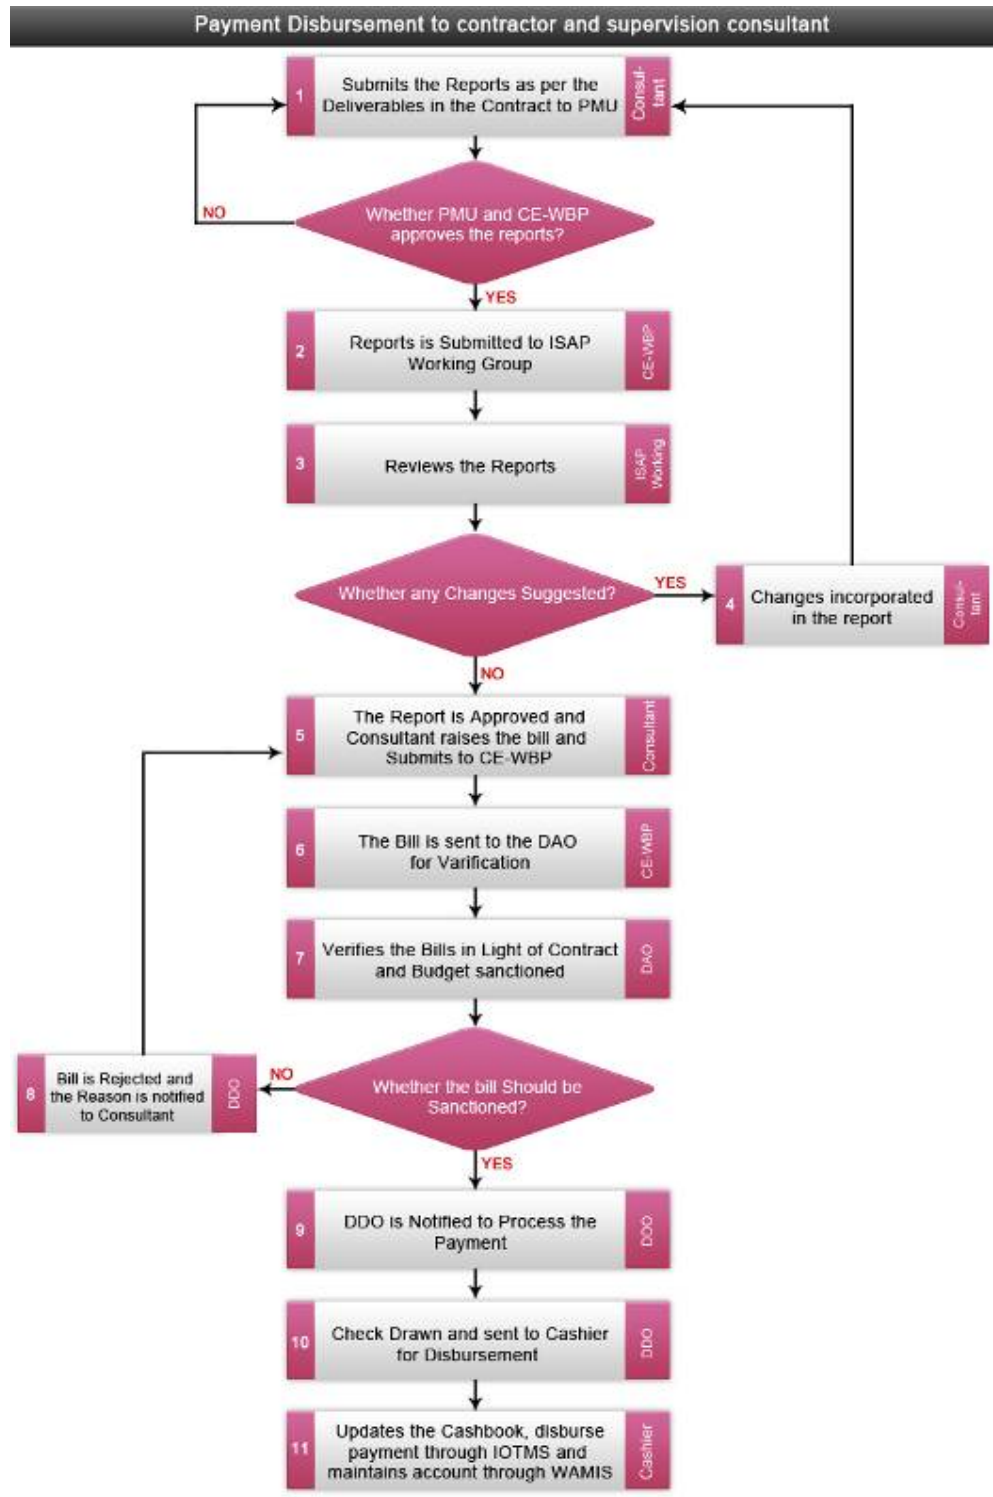 Payment Disbursement to contractor and supervision consultant
1
Submits the Reports as per the
Deliverables in the Contract to PMU
Consul-
tant
Whether PMU and CE-WBP
approves the reports?
NO
YES
2
Reports is Submitted to ISAP
Working Group
CE-WBP
3
Reviews the Reports
ISAP
Working
Whether any Changes Suggested?
YES
4
Changes incorporated
in the report
Consul-
tant
NO
5
The Report is Approved and
Consultant raises the bill and
Submits to CE-WBP
Consultant
6
The Bill is sent to the DAO
for Varification
CE-WBP
7
Verifies the Bills in Light of Contract
and Budget sanctioned
DAO
Whether the bill Should be
Sanctioned?
NO
8
Bill is Rejected and
the Reason is notified
to Consultant
DDO
YES
9
DDO is Notified to Process the
Payment
DDO
10
Check Drawn and sent to Cashier
for Disbursement
DDO
11
Updates the Cashbook, disburse
payment through IOTMS and
maintains account through WAMIS
Cashier